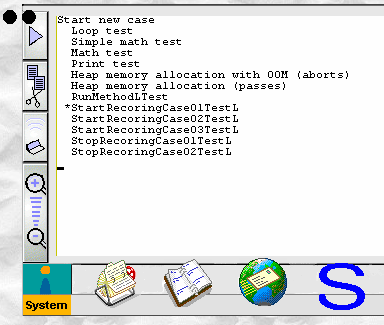 Start new case
Loop test
Simple math test
Math test
Print test
Heap memory allocation with OOM (aborts)
Heap memory allocation (passes)
RunMethodLTest
*StartRecoringCase01TestL
StartRecoringCase02TestL
StartRecoringCase03TestL
StopRecoringCase01TestL
StopRecoringCase02TestL
System
S